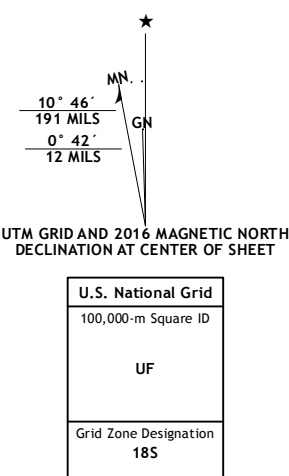 ★
MN
GN
10° 46´
191 MILS
0° 42´
12 MILS
UTM GRID AND 2016 MAGNETIC NORTH
DECLINATION AT CENTER OF SHEET
U.S. National Grid
100,000-m Square ID
UF
Grid Zone Designation
18S